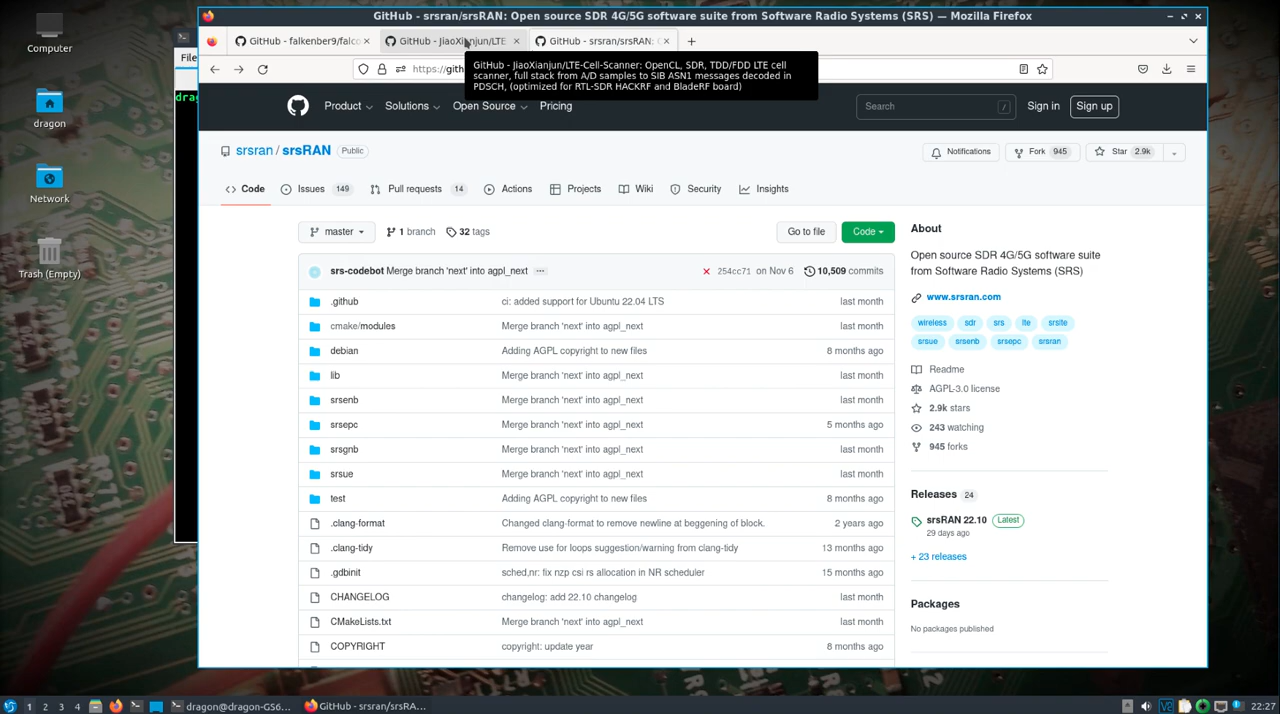 GitHub - srsran/srsRAN: Open source SDR 4G/5G software suite from Software Radio Systems (SRS) — Mozilla Firefox
Computer
dragon
Network
Trash (Empty)
File
drag
GitHub - falkenber9/falco
GitHub - JiaoXianjun/LTE
GitHub - srsran/srsRAN:
https://gith
GitHub - JiaoXianjun/LTE-Cell-Scanner: OpenCL, SDR, TDD/FDD LTE cell
scanner, full stack from A/D samples to SIB ASN1 messages decoded in
PDSCH, (optimized for RTL-SDR HACKRF and BladeRF board)
Product Solutions Open Source Pricing Search / Sign in Sign up
srsran / srsRAN Public Notifications Fork 945 Star 2.9k
Code Issues 149 Pull requests 14 Actions Projects Wiki Security Insights
master 1 branch 32 tags Go to file Code
srs-codebot Merge branch 'next' into agpl_next ... 254cc71 on Nov 6 10,509 commits
.github ci: added support for Ubuntu 22.04 LTS last month
cmake/modules Merge branch 'next' into agpl_next last month
debian Adding AGPL copyright to new files 8 months ago
lib Merge branch 'next' into agpl_next last month
srsenb Merge branch 'next' into agpl_next last month
srsepc Merge branch 'next' into agpl_next 5 months ago
srsgnb Merge branch 'next' into agpl_next last month
srsue Merge branch 'next' into agpl_next last month
test Adding AGPL copyright to new files 8 months ago
.clang-format Changed clang-format to remove newline at beggening of block. 2 years ago
.clang-tidy Remove use for loops suggestion/warning from clang-tidy 13 months ago
.gdbinit sched,nr: fix nzp csi rs allocation in NR scheduler 15 months ago
CHANGELOG changelog: add 22.10 changelog last month
CMakeLists.txt Merge branch 'next' into agpl_next last month
COPYRIGHT copyright: update year 8 months ago
About
Open source SDR 4G/5G software suite
from Software Radio Systems (SRS)
www.srsran.com
wireless sdr srs lte srslte
srsue srsenb srsepc srsran
Readme
AGPL-3.0 license
2.9k stars
243 watching
945 forks
Releases 24
srsRAN 22.10 Latest
29 days ago
+ 23 releases
Packages
No packages published
1 2 3 4 dragon@dragon-GS6... GitHub - srsran/srsRA... 22:27